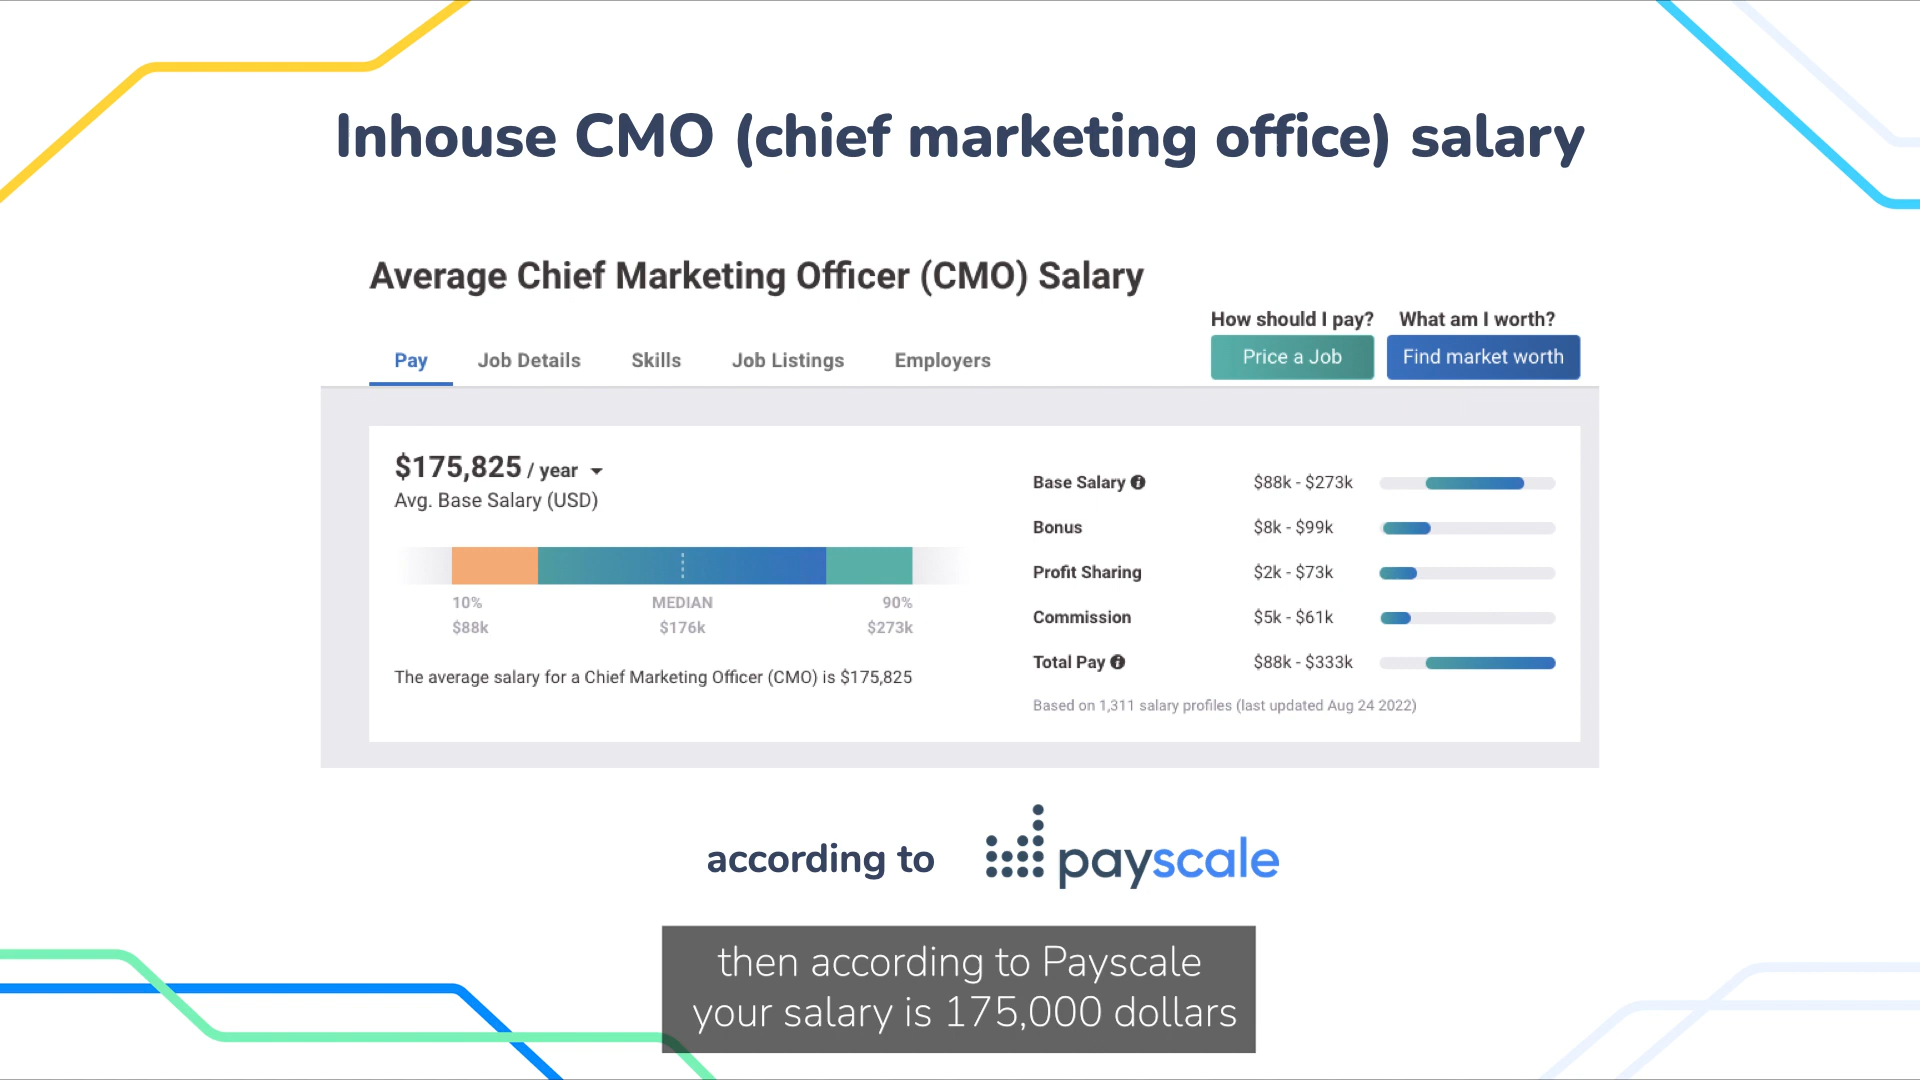 Inhouse CMO (chief marketing office) salary
Average Chief Marketing Officer (CMO) Salary
How should I pay? What am I worth?
Pay Job Details Skills Job Listings Employers Price a Job Find market worth
$175,825 / year
Avg. Base Salary (USD)
10% MEDIAN 90%
$88k $176k $273k
The average salary for a Chief Marketing Officer (CMO) is $175,825
Base Salary $88k - $273k
Bonus $8k - $99k
Profit Sharing $2k - $73k
Commission $5k - $61k
Total Pay $88k - $333k
Based on 1,311 salary profiles (last updated Aug 24 2022)
according to payscale
then according to Payscale
your salary is 175,000 dollars